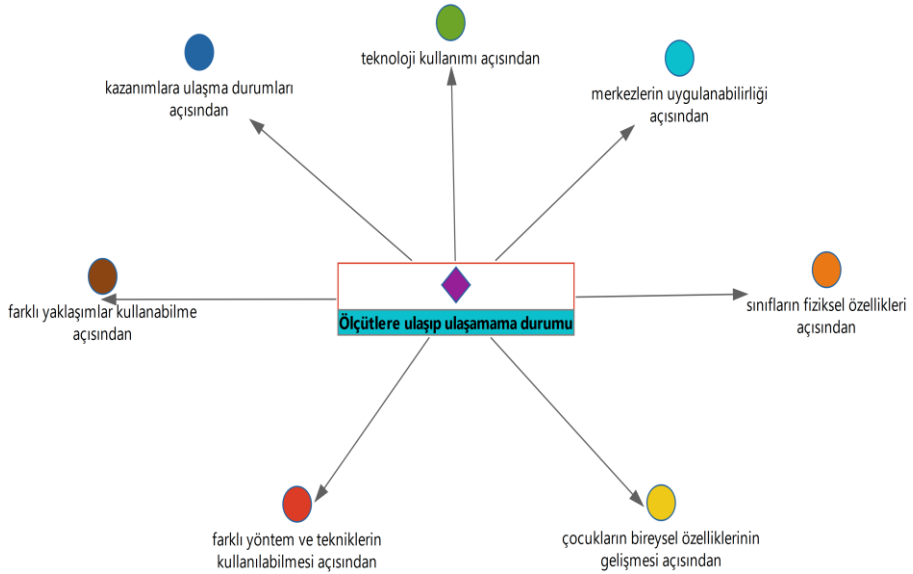 teknoloji kullanımı açısından
kazanımlara ulaşma durumları
açısından
merkezlerin uygulanabilirliği
açısından
farklı yaklaşımlar kullanabilme
açısından
Ölçütlere ulaşıp ulaşamama durumu
sınıfların fiziksel özellikleri
açısından
farklı yöntem ve tekniklerin
kullanılabilmesi açısından
çocukların bireysel özelliklerinin
gelişmesi açısından